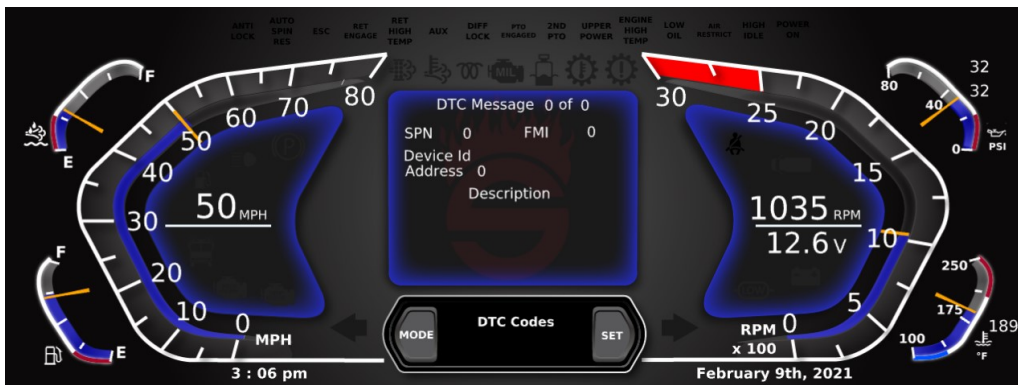 ANTI LOCK
AUTO SPIN RES
ESC
RET ENGAGE
RET HIGH TEMP
AUX
DIFF LOCK
PTO ENGAGED
2ND PTO
UPPER POWER
ENGINE HIGH TEMP
LOW OIL
AIR RESTRICT
HIGH IDLE
POWER ON
MIL
F
E
F
E
0
10
20
30
40
50
60
70
80
MPH
50 MPH
DTC Message 0 of 0
SPN 0 FMI 0
Device Id
Address 0
Description
MODE
DTC Codes
SET
30
25
20
15
10
5
0
RPM
x 100
1035 RPM
12.6 V
80
40
0
32
32
PSI
250
175
100
189
°F
3 : 06 pm
February 9th, 2021